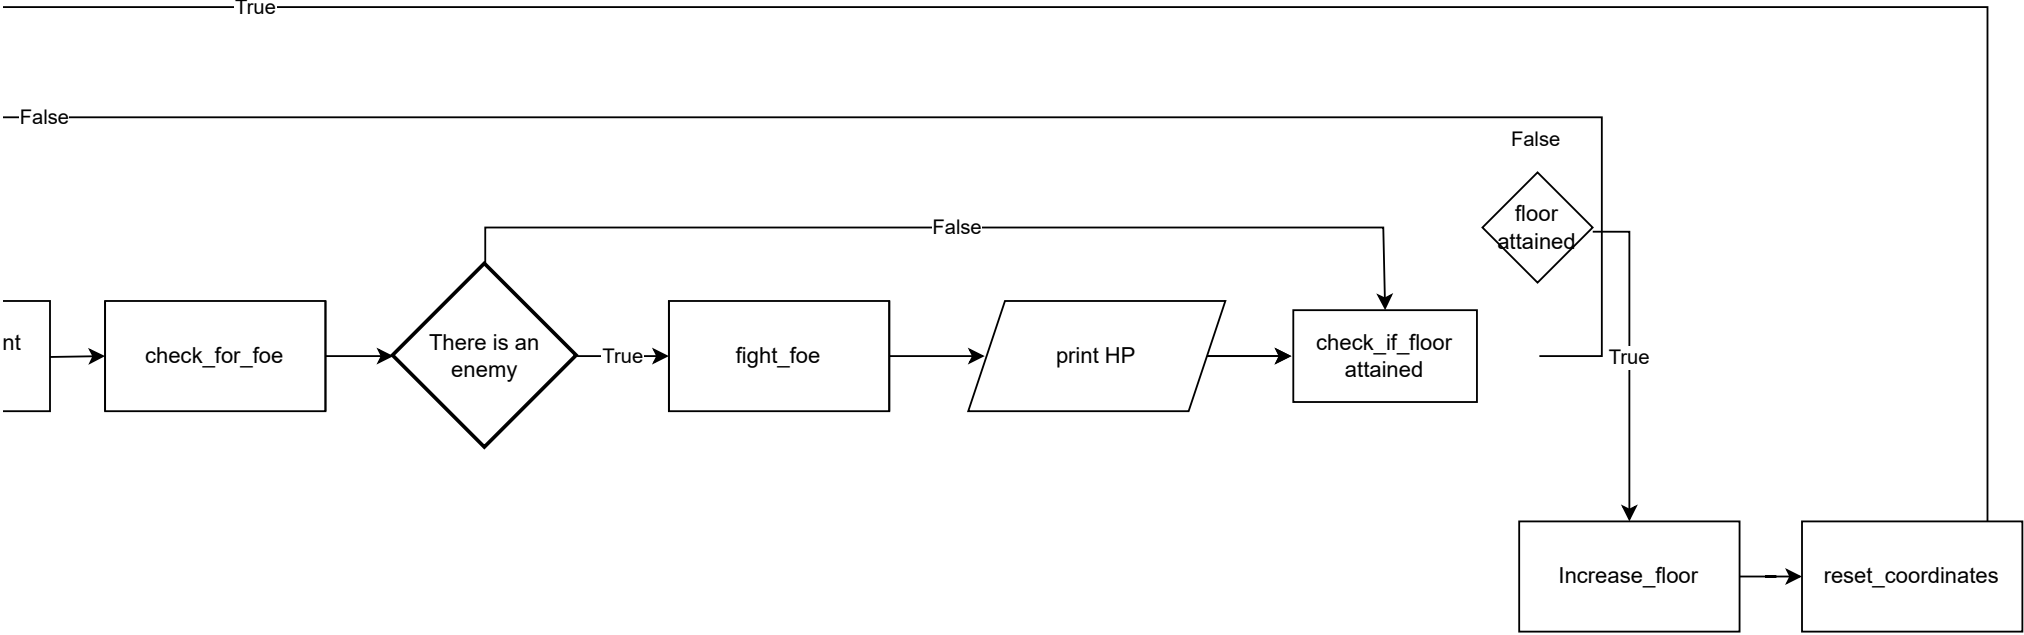 True
False
False
floor
attained
False
nt
check_for_foe
There is an
enemy
True
fight_foe
print HP
check_if_floor
attained
True
Increase_floor
reset_coordinates